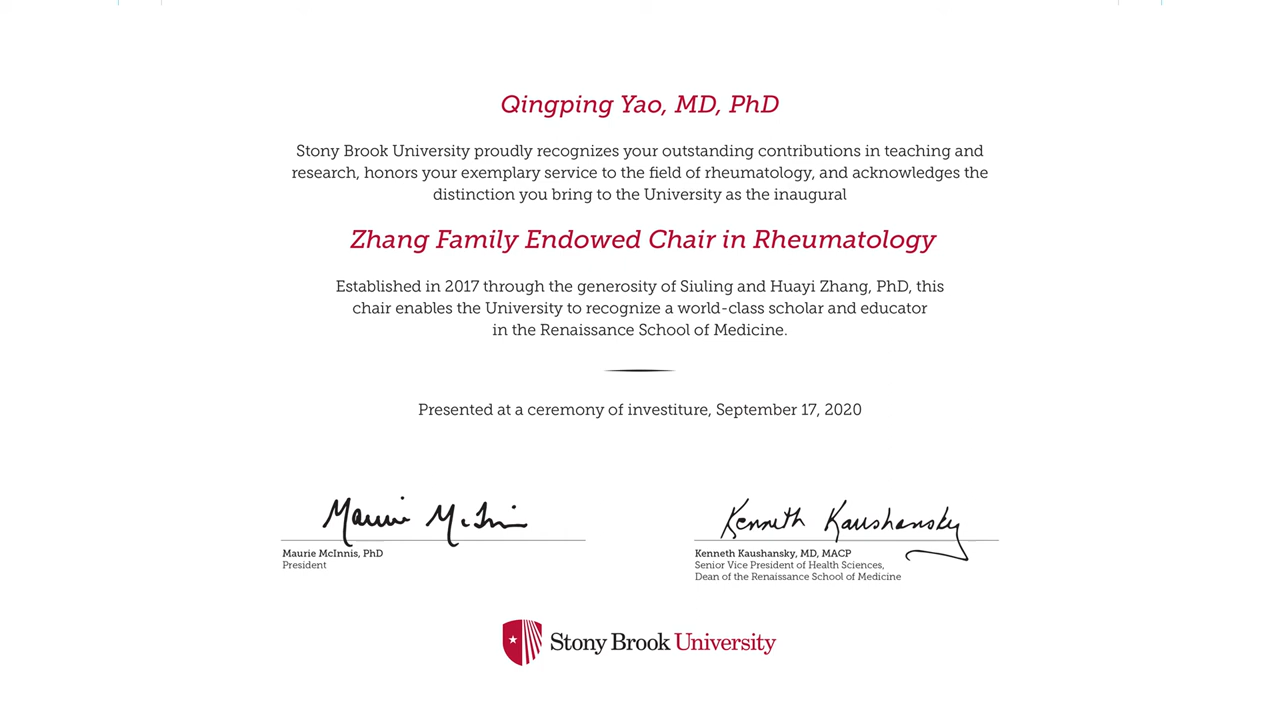 Qingping Yao, MD, PhD
Stony Brook University proudly recognizes your outstanding contributions in teaching and
research, honors your exemplary service to the field of rheumatology, and acknowledges the
distinction you bring to the University as the inaugural
Zhang Family Endowed Chair in Rheumatology
Established in 2017 through the generosity of Siuling and Huayi Zhang, PhD, this
chair enables the University to recognize a world-class scholar and educator
in the Renaissance School of Medicine.
Presented at a ceremony of investiture, September 17, 2020
Maurie McInnis
Maurie McInnis, PhD
President
Kenneth Kaushansky
Kenneth Kaushansky, MD, MACP
Senior Vice President of Health Sciences,
Dean of the Renaissance School of Medicine
Stony Brook University